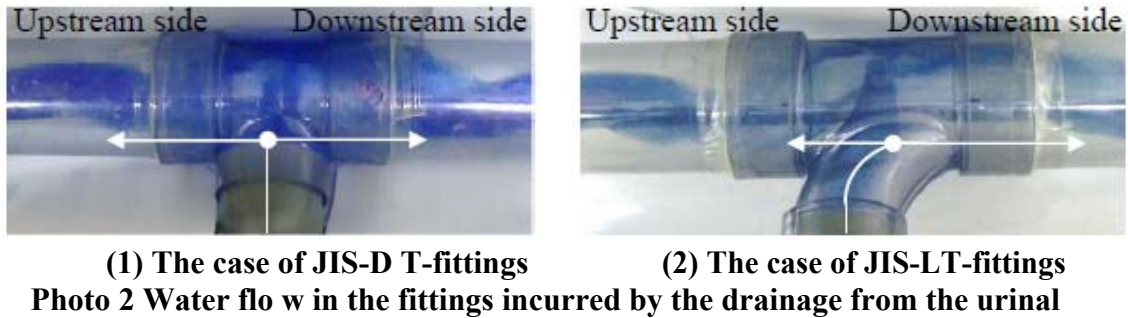 Upstream side Downstream side
Upstream side Downstream side
(1) The case of JIS-D T-fittings
(2) The case of JIS-LT-fittings
Photo 2 Water flo w in the fittings incurred by the drainage from the urinal